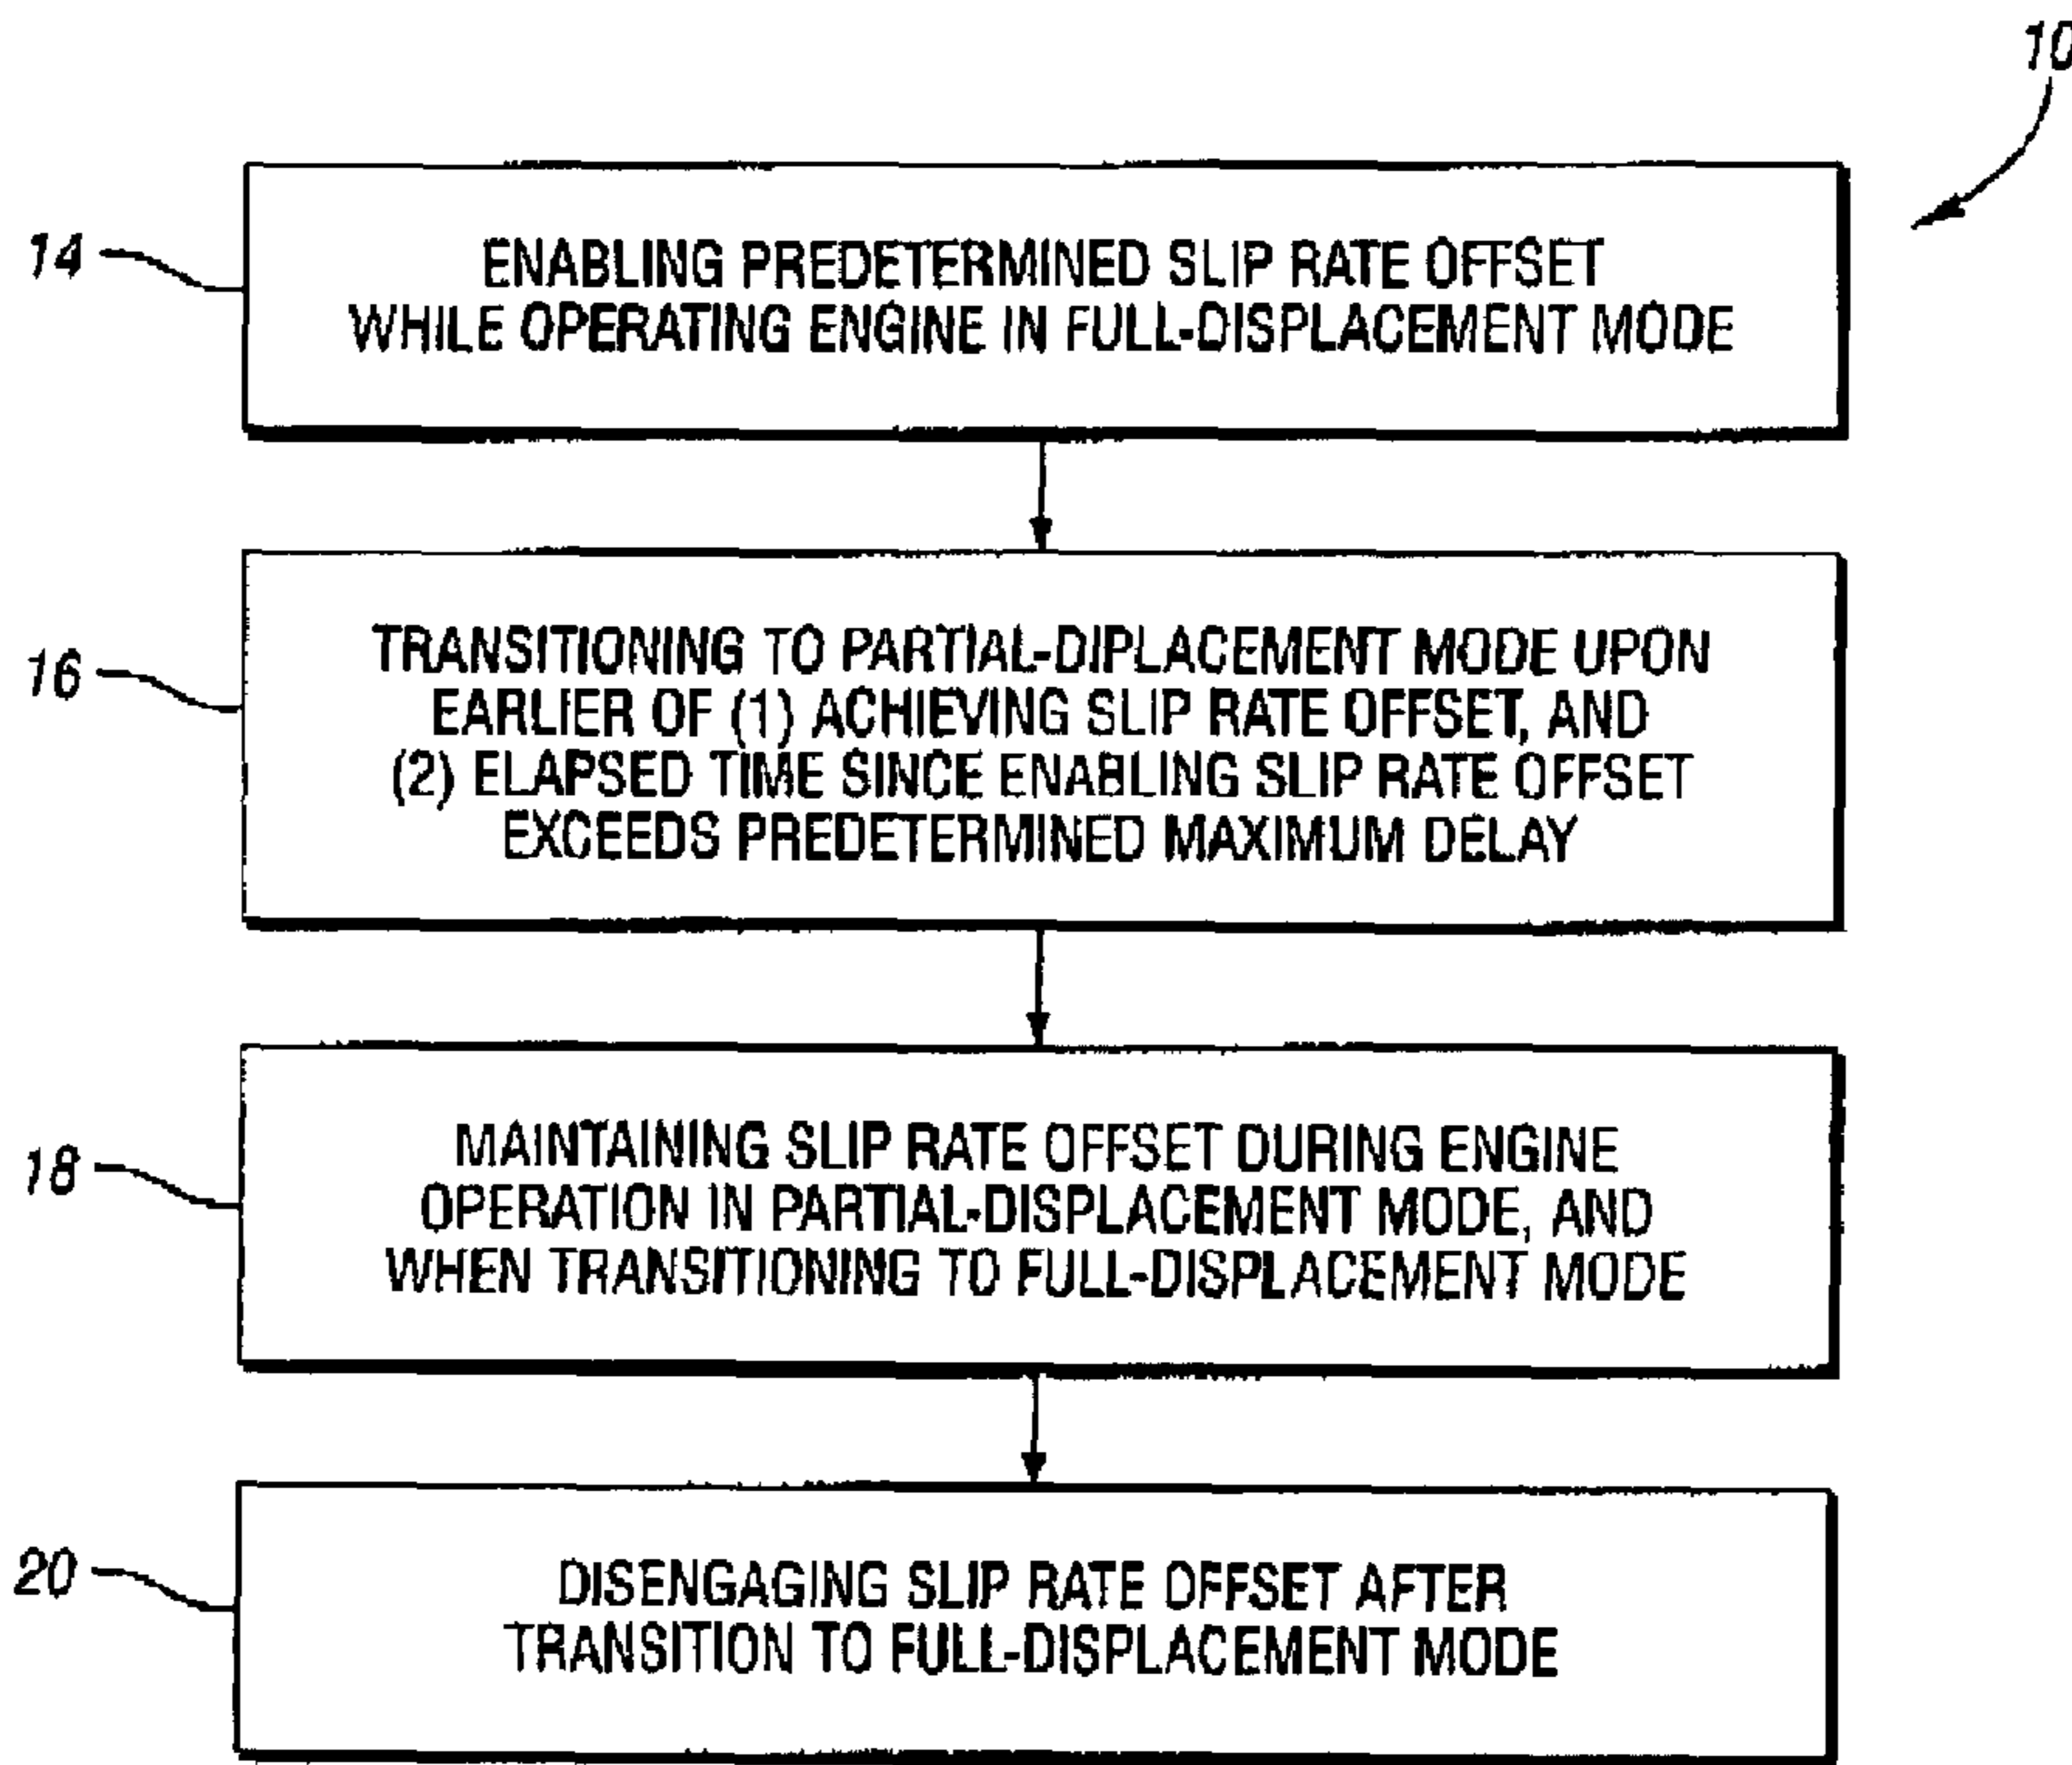 10
14
ENABLING PREDETERMINED SLIP RATE OFFSET
WHILE OPERATING ENGINE IN FULL-DISPLACEMENT MODE
16
TRANSITIONING TO PARTIAL-DIPLACEMENT MODE UPON
EARLIER OF (1) ACHIEVING SLIP RATE OFFSET, AND
(2) ELAPSED TIME SINCE ENABLING SLIP RATE OFFSET
EXCEEDS PREDETERMINED MAXIMUM DELAY
18
MAINTAINING SLIP RATE OFFSET DURING ENGINE
OPERATION IN PARTIAL-DISPLACEMENT MODE, AND
WHEN TRANSITIONING TO FULL-DISPLACEMENT MODE
20
DISENGAGING SLIP RATE OFFSET AFTER
TRANSITION TO FULL-DISPLACEMENT MODE